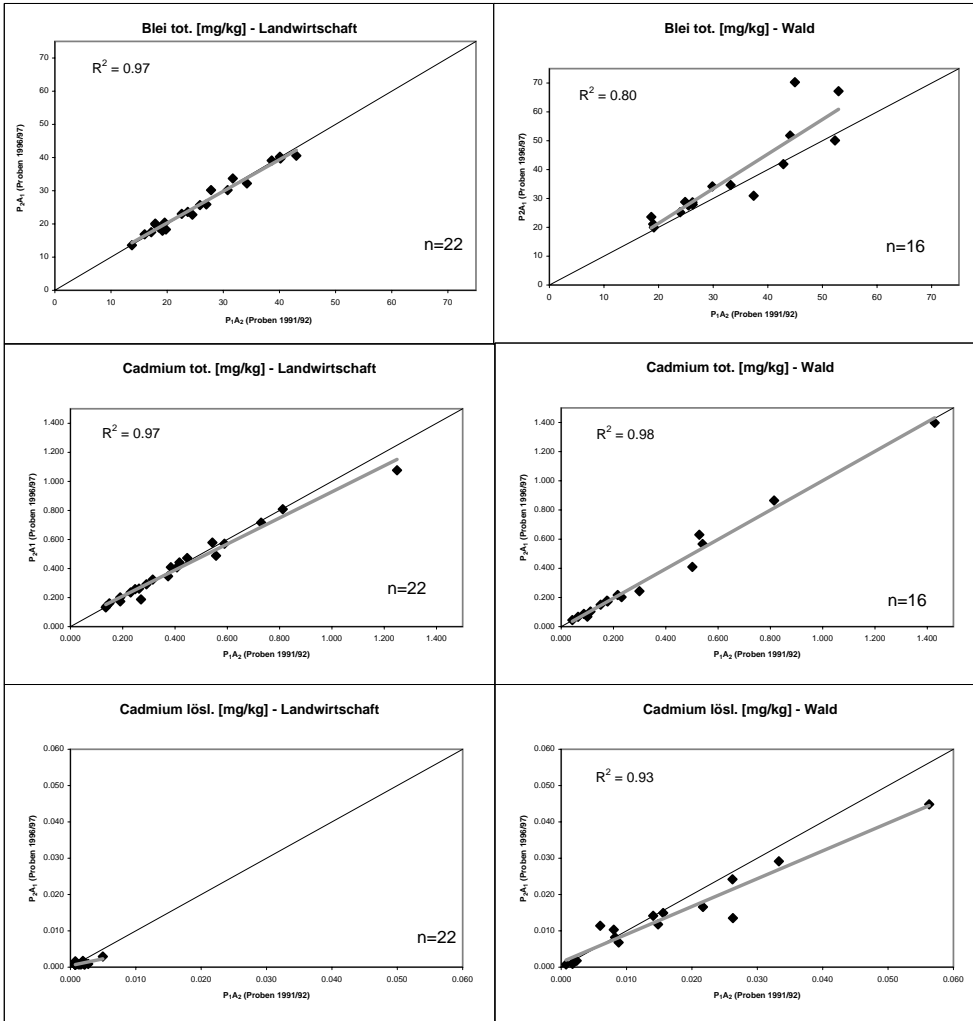 Blei tot. [mg/kg] - Landwirtschaft
R² = 0.97
P₂A₁ (Proben 1996/97)
70
60
50
40
30
20
10
0
n=22
0 10 20 30 40 50 60 70
P₁A₂ (Proben 1991/92)
Blei tot. [mg/kg] - Wald
R² = 0.80
P2A₁ (Proben 1996/97)
70
60
50
40
30
20
10
0
n=16
0 10 20 30 40 50 60 70
P₁A₂ (Proben 1991/92)
Cadmium tot. [mg/kg] - Landwirtschaft
R² = 0.97
P₂A1 (Proben 1996/97)
1.400
1.200
1.000
0.800
0.600
0.400
0.200
0.000
n=22
0.000 0.200 0.400 0.600 0.800 1.000 1.200 1.400
P₁A₂ (Proben 1991/92)
Cadmium tot. [mg/kg] - Wald
R² = 0.98
P₂A₁ (Proben 1996/97)
1.400
1.200
1.000
0.800
0.600
0.400
0.200
0.000
n=16
0.000 0.200 0.400 0.600 0.800 1.000 1.200 1.400
P₁A₂ (Proben 1991/92)
Cadmium lösl. [mg/kg] - Landwirtschaft
P₂A₁ (Proben 1996/97)
0.060
0.050
0.040
0.030
0.020
0.010
0.000
n=22
0.000 0.010 0.020 0.030 0.040 0.050 0.060
P₁A₂ (Proben 1991/92)
Cadmium lösl. [mg/kg] - Wald
R² = 0.93
P₂A₁ (Proben 1996/97)
0.060
0.050
0.040
0.030
0.020
0.010
0.000
0.000 0.010 0.020 0.030 0.040 0.050 0.060
P₁A₂ (Proben 1991/92)